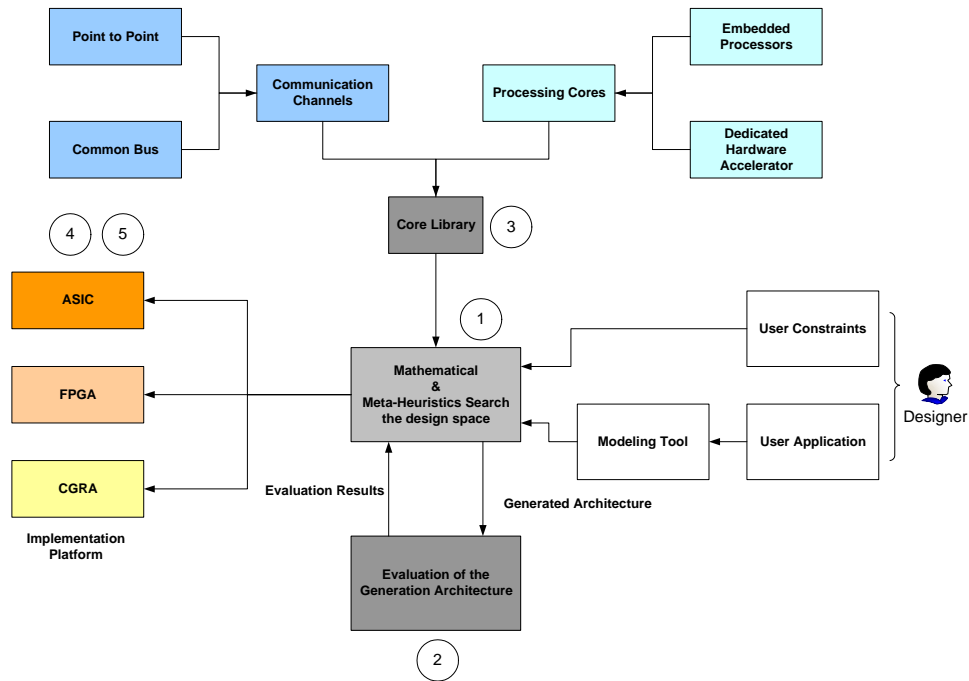 Point to Point
Embedded
Processors
Communication
Channels
Processing Cores
Common Bus
Dedicated
Hardware
Accelerator
Core Library
3
4
5
ASIC
1
User Constraints
Mathematical
&
Meta-Heuristics Search
the design space
FPGA
Designer
Modeling Tool
User Application
CGRA
Evaluation Results
Generated Architecture
Implementation
Platform
Evaluation of the
Generation Architecture
2